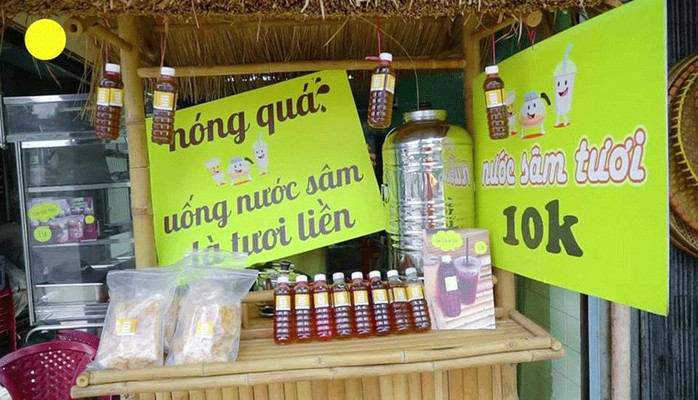 nóng quá?
uống nước sâm
là tươi liền
nước sâm tươi
10k